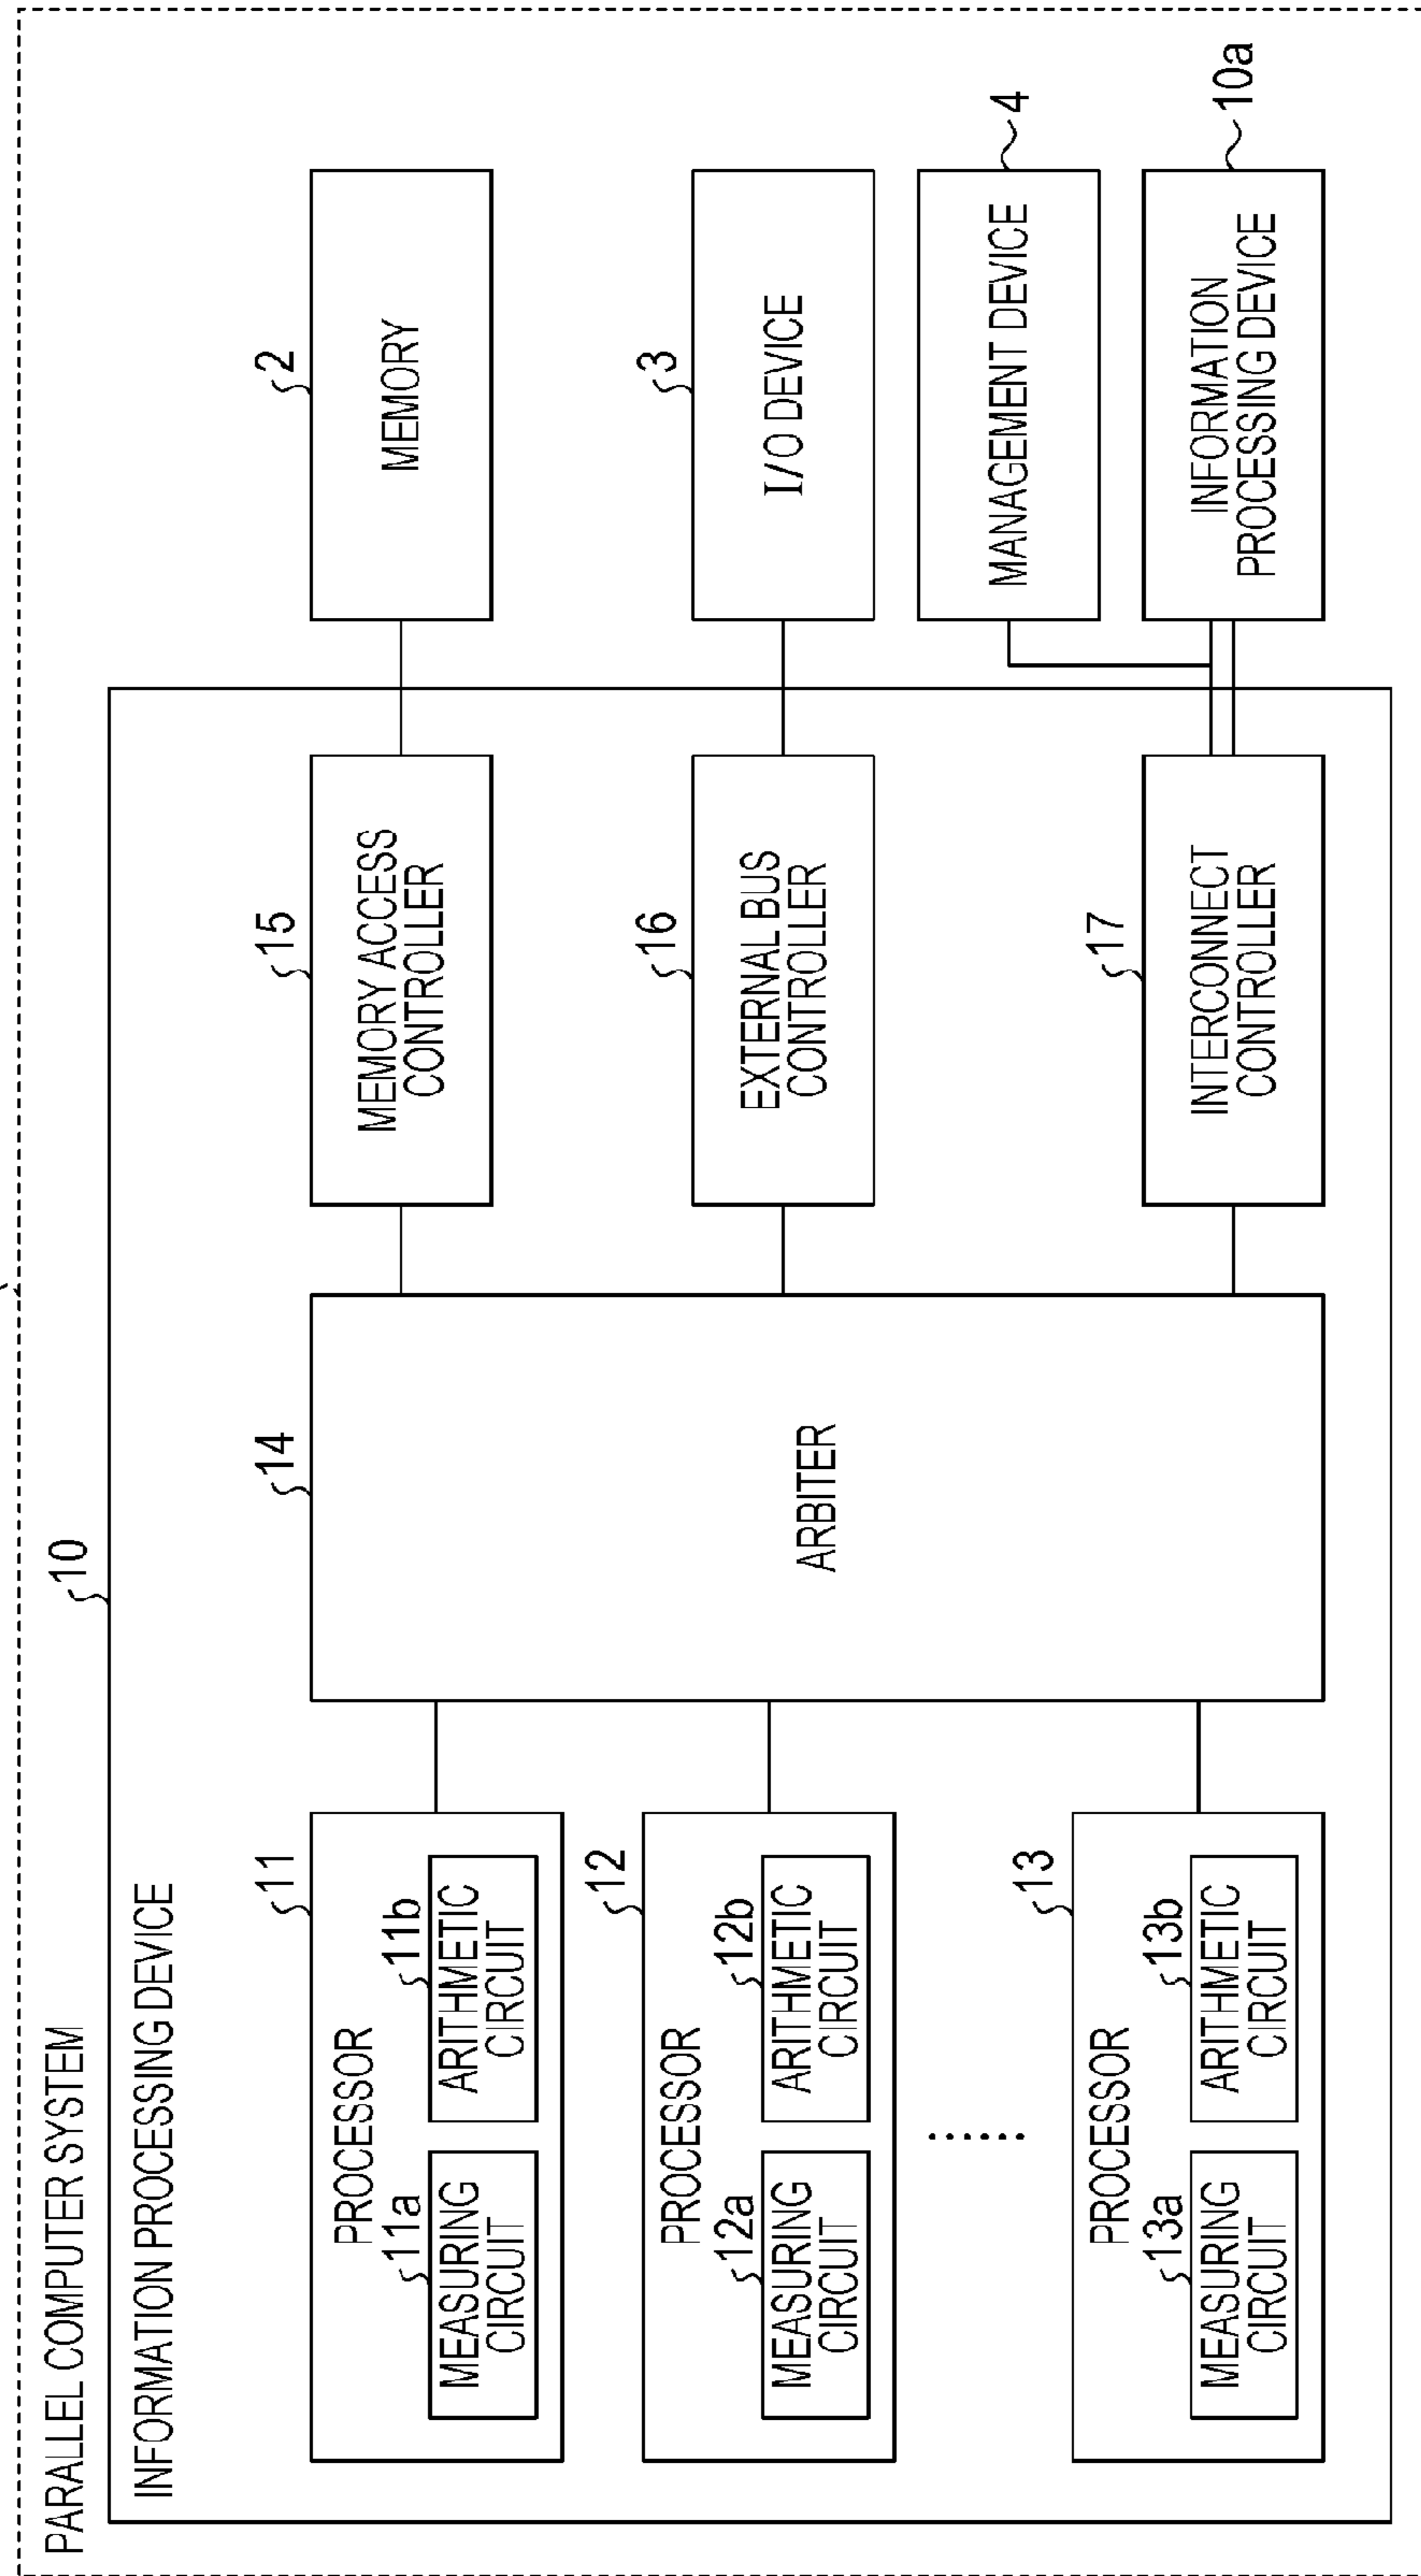 PARALLEL COMPUTER SYSTEM
10
INFORMATION PROCESSING DEVICE
11
PROCESSOR
11a
MEASURING
CIRCUIT
11b
ARITHMETIC
CIRCUIT
12
PROCESSOR
12a
MEASURING
CIRCUIT
12b
ARITHMETIC
CIRCUIT
......
13
PROCESSOR
13a
MEASURING
CIRCUIT
13b
ARITHMETIC
CIRCUIT
14
ARBITER
15
MEMORY ACCESS
CONTROLLER
16
EXTERNAL BUS
CONTROLLER
17
INTERCONNECT
CONTROLLER
2
MEMORY
3
I/O DEVICE
MANAGEMENT DEVICE
4
INFORMATION
PROCESSING DEVICE
10a